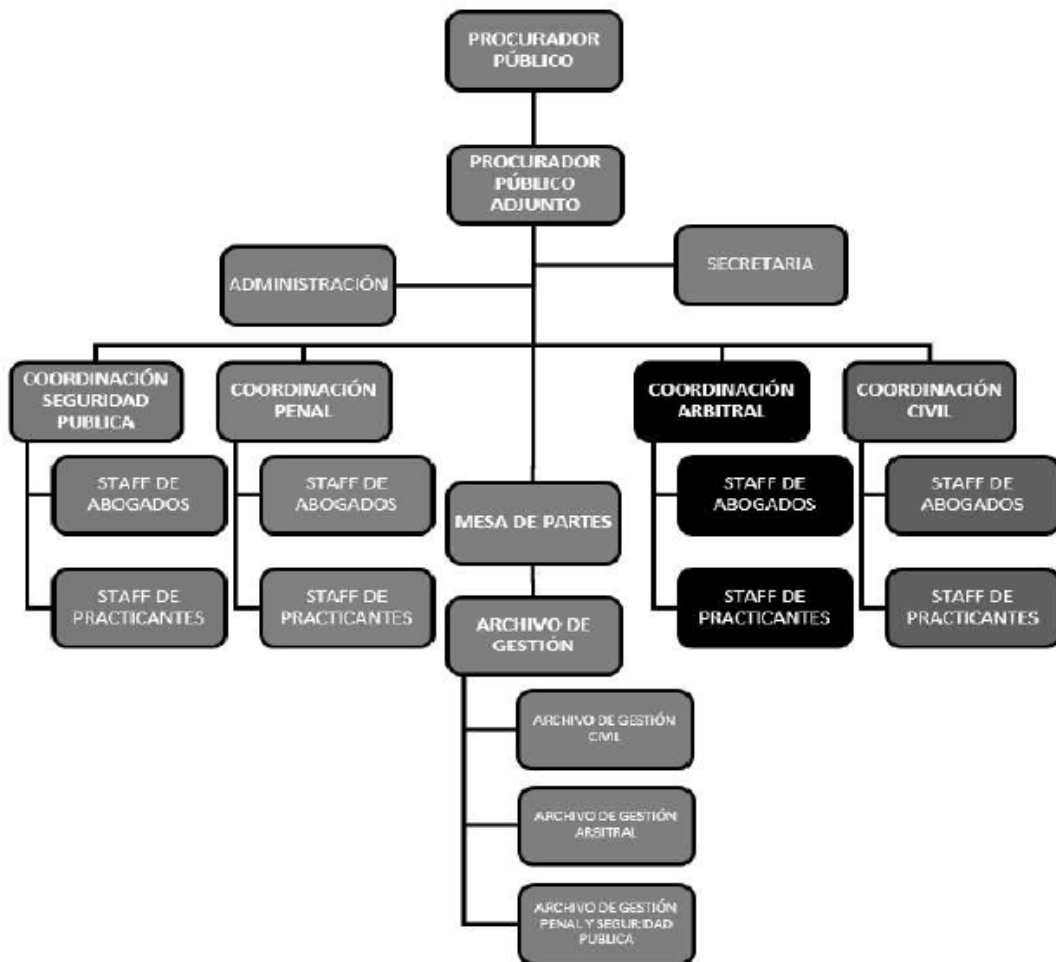 PROCURADOR
PÚBLICO
PROCURADOR
PÚBLICO
ADJUNTO
ADMINISTRACIÓN
SECRETARIA
COORDINACIÓN
SEGURIDAD
PUBLICA
COORDINACIÓN
PENAL
COORDINACIÓN
ARBITRAL
COORDINACIÓN
CIVIL
STAFF DE
ABOGADOS
STAFF DE
ABOGADOS
STAFF DE
ABOGADOS
STAFF DE
ABOGADOS
MESA DE PARTES
STAFF DE
PRACTICANTES
STAFF DE
PRACTICANTES
STAFF DE
PRACTICANTES
STAFF DE
PRACTICANTES
ARCHIVO DE
GESTIÓN
ARCHIVO DE GESTIÓN
CIVIL
ARCHIVO DE GESTIÓN
ARBITRAL
ARCHIVO DE GESTIÓN
PENAL Y SEGURIDAD
PUBLICA